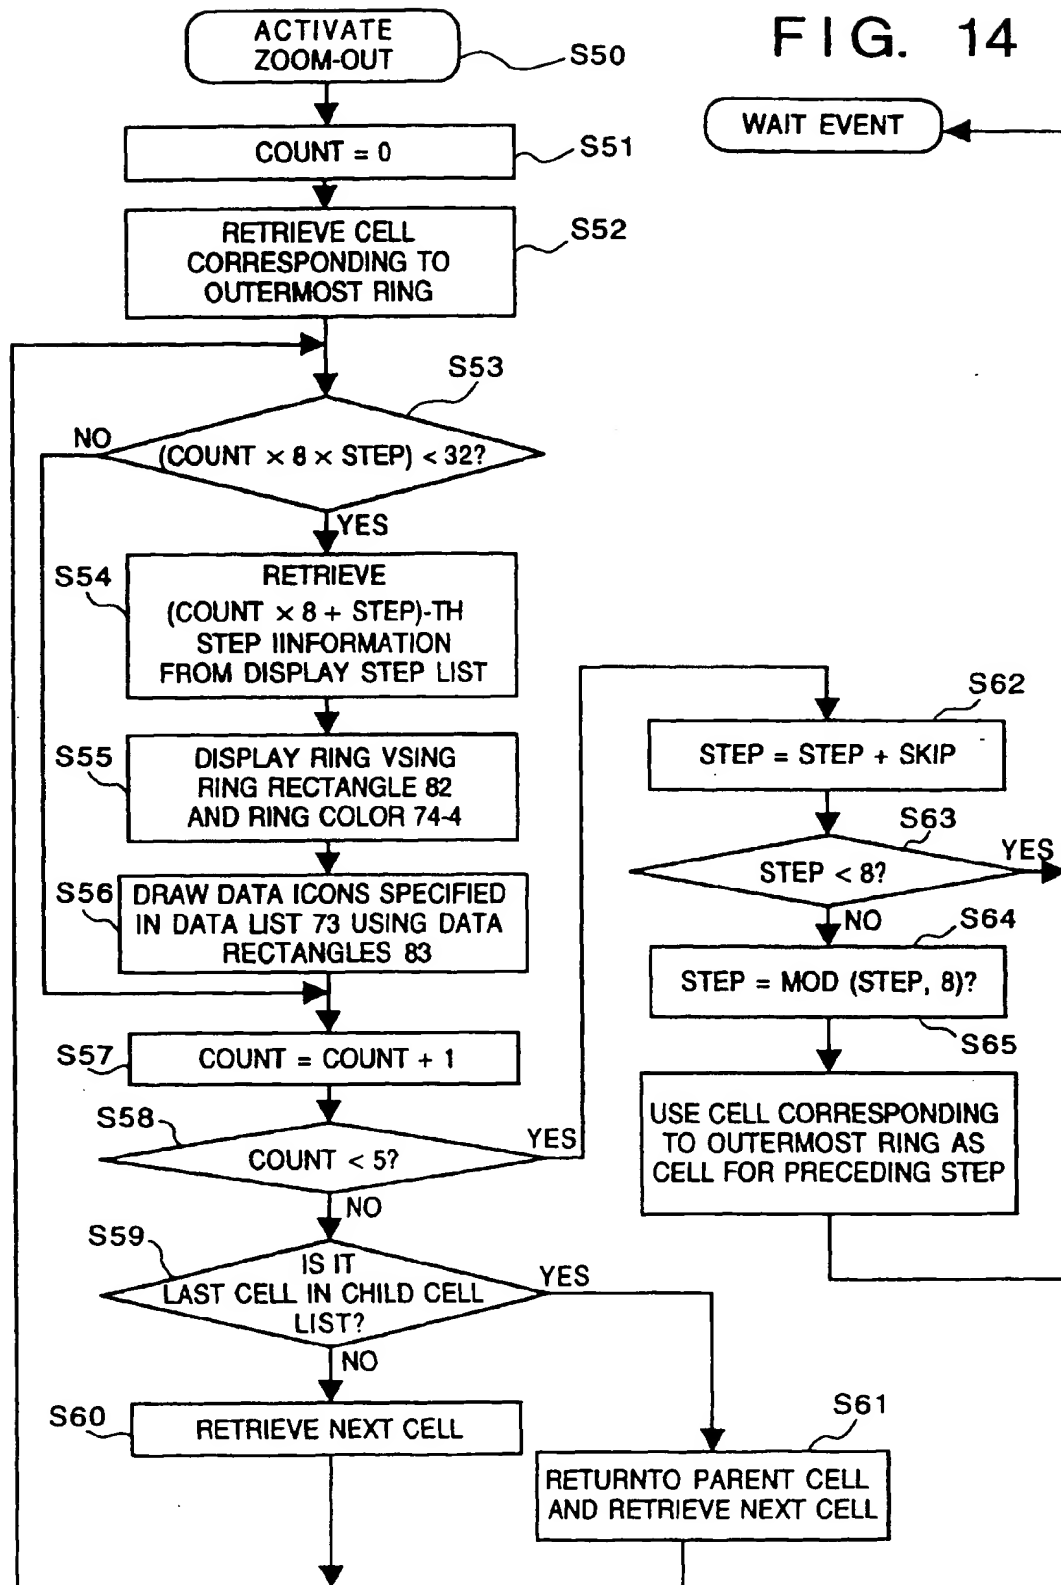 FIG. 14
ACTIVATE
ZOOM-OUT
S50
WAIT EVENT
COUNT = 0
S51
RETRIEVE CELL
CORRESPONDING TO
OUTERMOST RING
S52
S53
NO
(COUNT × 8 × STEP) < 32?
YES
S54
RETRIEVE
(COUNT × 8 + STEP)-TH
STEP IINFORMATION
FROM DISPLAY STEP LIST
S55
DISPLAY RING VSING
RING RECTANGLE 82
AND RING COLOR 74-4
S56
DRAW DATA ICONS SPECIFIED
IN DATA LIST 73 USING DATA
RECTANGLES 83
S57
COUNT = COUNT + 1
S58
COUNT < 5?
YES
NO
S59
IS IT
LAST CELL IN CHILD CELL
LIST?
YES
NO
S60
RETRIEVE NEXT CELL
S61
RETURNTO PARENT CELL
AND RETRIEVE NEXT CELL
S62
STEP = STEP + SKIP
S63
STEP < 8?
YES
NO
S64
STEP = MOD (STEP, 8)?
S65
USE CELL CORRESPONDING
TO OUTERMOST RING AS
CELL FOR PRECEDING STEP